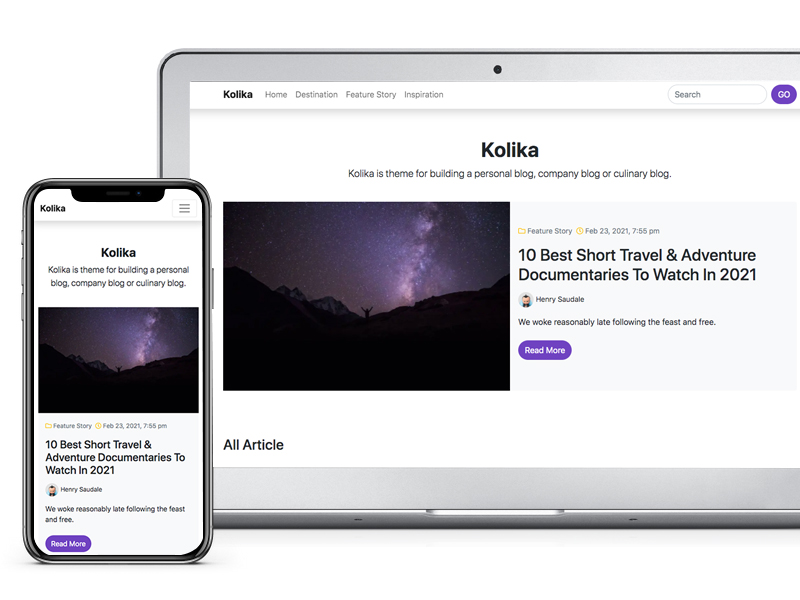 Kolika
Home
Destination
Feature Story
Inspiration
Search
GO
Kolika
Kolika is theme for building a personal blog, company blog or culinary blog.
Feature Story
Feb 23, 2021, 7:55 pm
10 Best Short Travel & Adventure
Documentaries To Watch In 2021
Henry Saudale
We woke reasonably late following the feast and free.
Read More
All Article
Kolika
Kolika
Kolika is theme for building a personal
blog, company blog or culinary blog.
Feature Story
Feb 23, 2021, 7:55 pm
10 Best Short Travel &
Adventure Documentaries To
Watch In 2021
Henry Saudale
We woke reasonably late following the feast
and free.
Read More